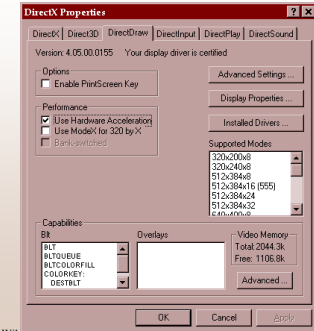 DirectX Properties
DirectX Direct3D DirectDraw DirectInput DirectPlay DirectSound
Version: 4.05.00.0155 Your display driver is certified
Options
Enable PrintScreen Key
Performance
Use Hardware Acceleration
Use ModeX for 320 by X
Bank-switched
Advanced Settings ...
Display Properties ...
Installed Drivers ...
Supported Modes
320x200x8
320x240x8
512x384x8
512x384x16 (555)
512x384x24
512x384x32
640x400x8
Capabilities
Blt
BLT
BLTQUEUE
BLTCOLORFILL
COLORKEY:
DESTBLT
Overlays
Video Memory
Total: 2044.3k
Free: 1106.8k
Advanced ...
OK Cancel Apply